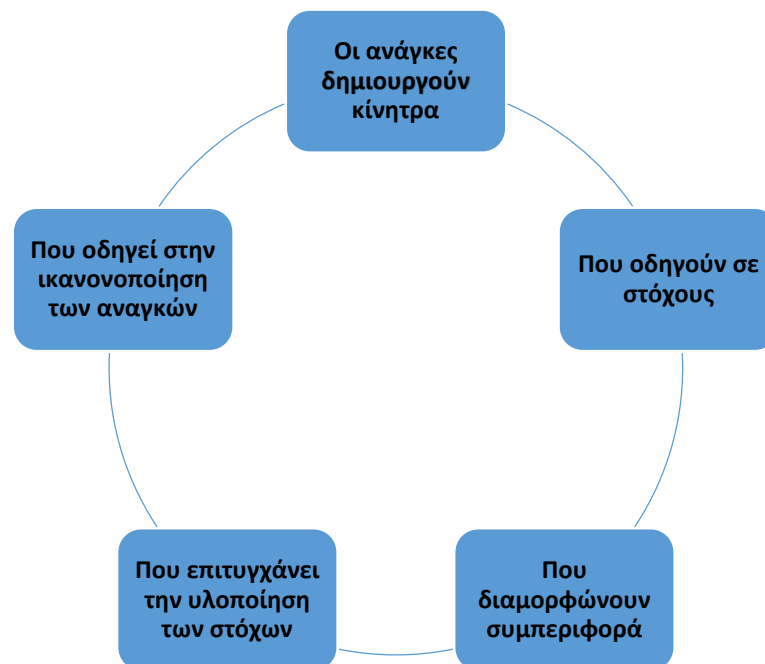 Οι ανάγκες
δημιουργούν
κίνητρα
Που οδηγούν σε
στόχους
Που
διαμορφώνουν
συμπεριφορά
Που επιτυγχάνει
την υλοποίηση
των στόχων
Που οδηγεί στην
ικανονοποίηση
των αναγκών